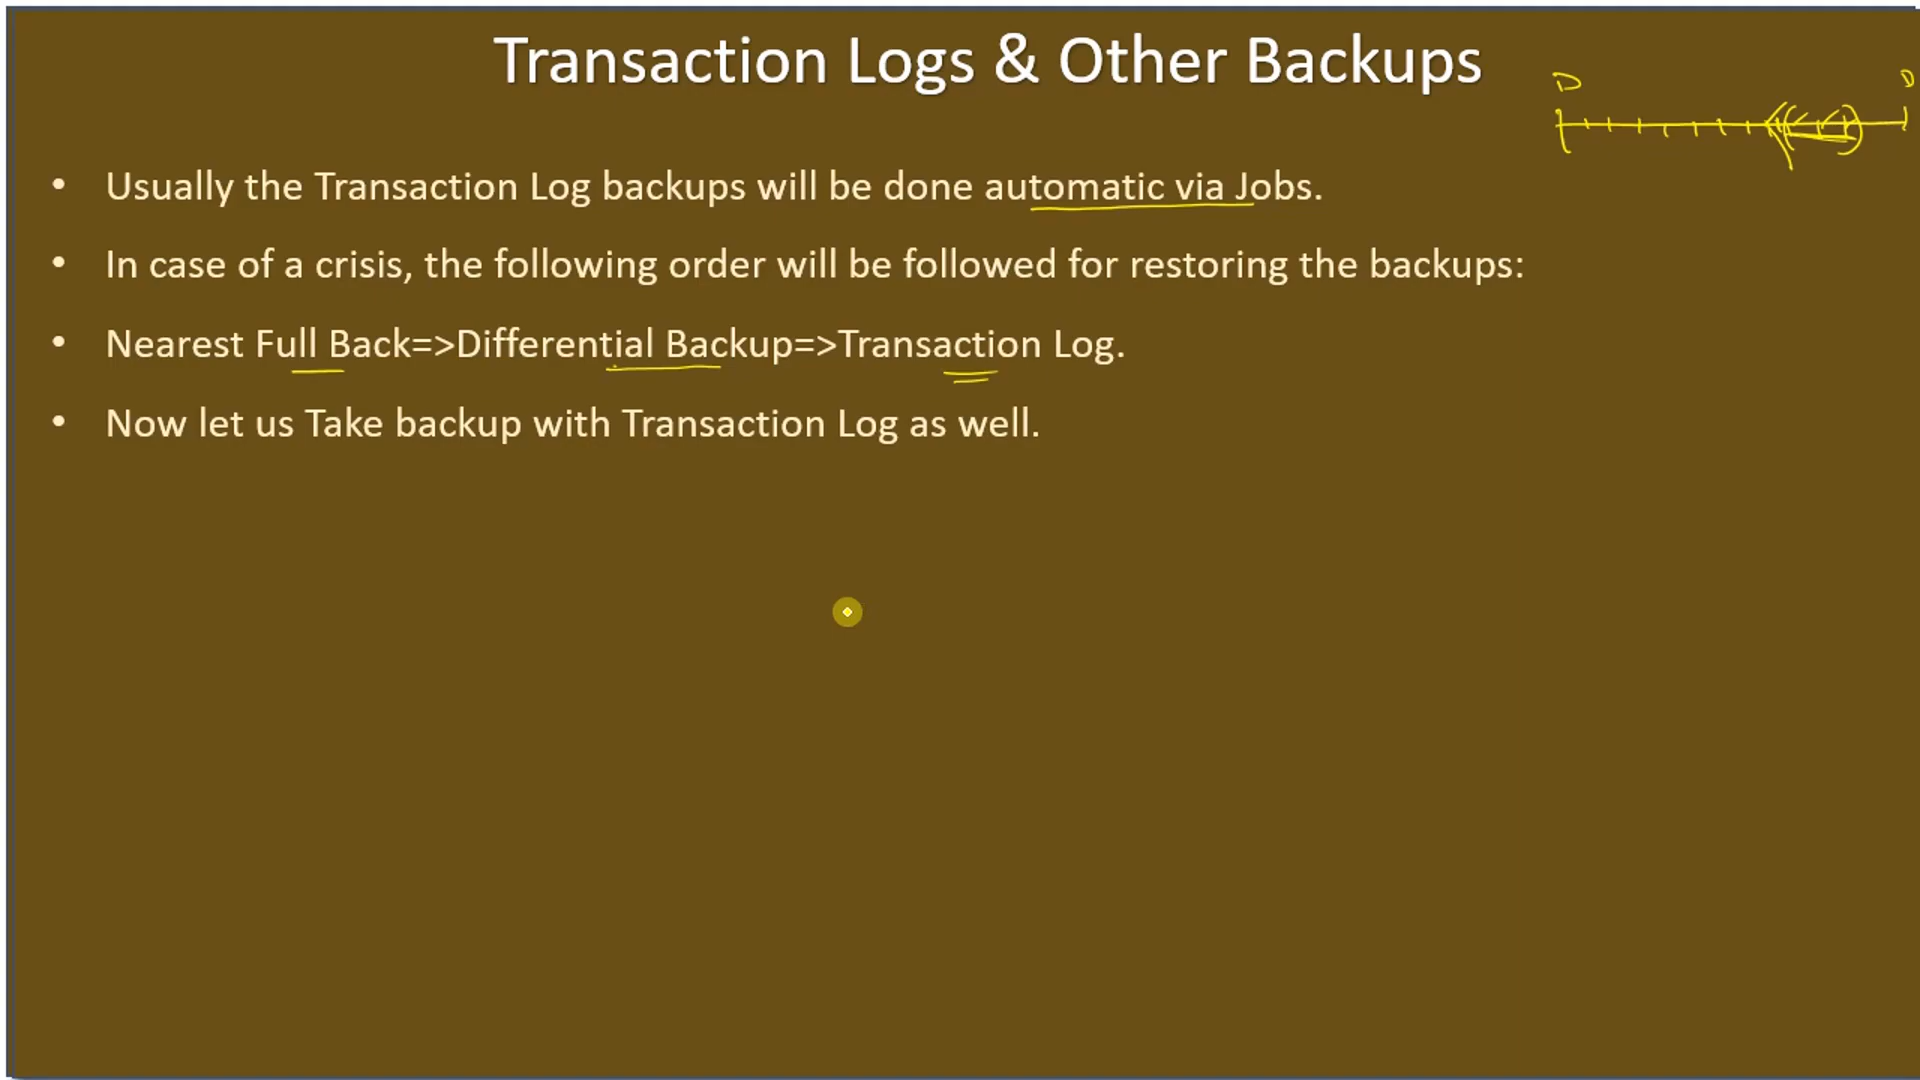 Transaction Logs & Other Backups
D D
• Usually the Transaction Log backups will be done automatic via Jobs.
• In case of a crisis, the following order will be followed for restoring the backups:
• Nearest Full Back=>Differential Backup=>Transaction Log.
• Now let us Take backup with Transaction Log as well.